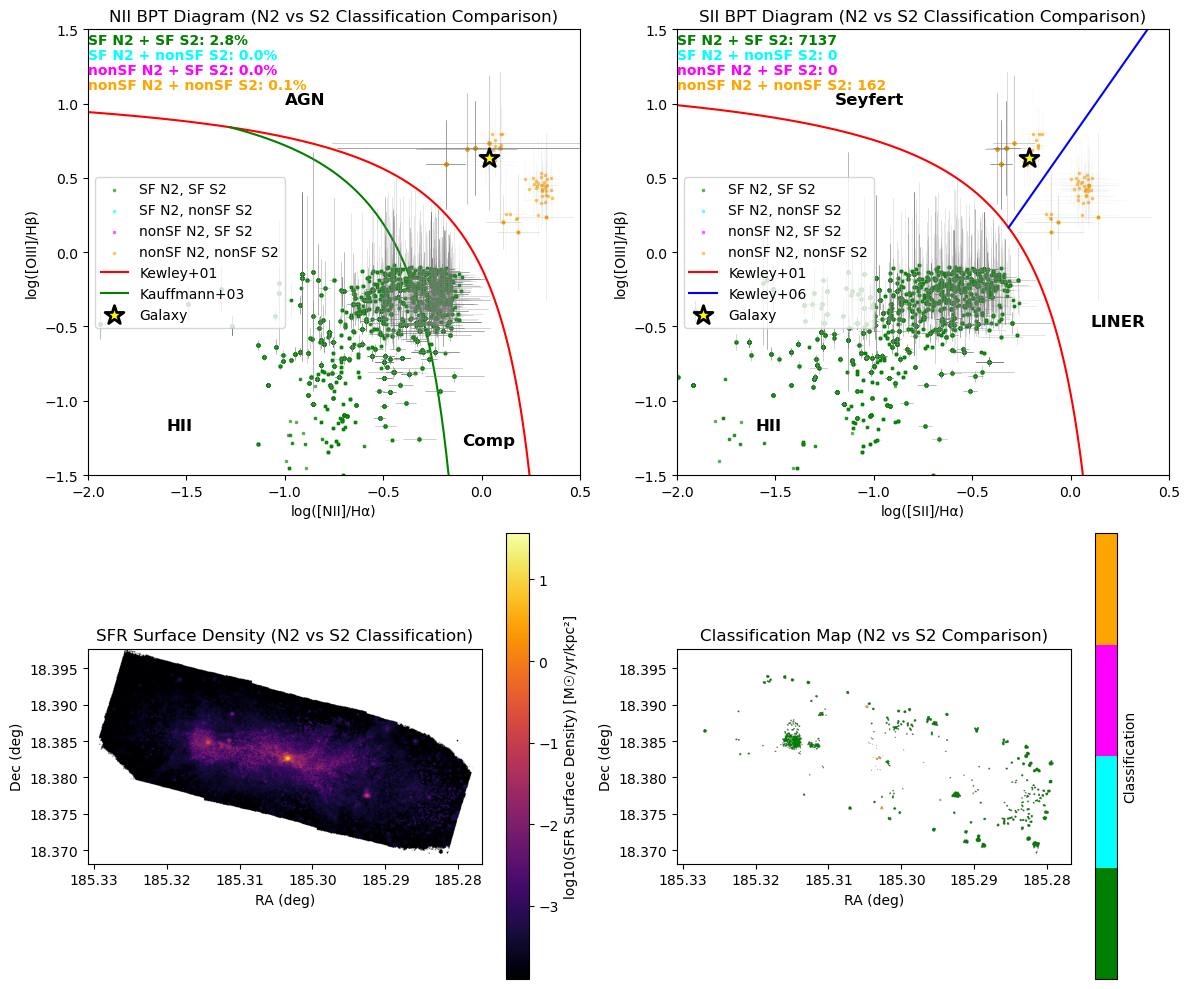 NII BPT Diagram (N2 vs S2 Classification Comparison)
SF N2 + SF S2: 2.8%
SF N2 + nonSF S2: 0.0%
nonSF N2 + SF S2: 0.0%
nonSF N2 + nonSF S2: 0.1%
AGN
SF N2, SF S2
SF N2, nonSF S2
nonSF N2, SF S2
nonSF N2, nonSF S2
Kewley+01
Kauffmann+03
Galaxy
HII
Comp
1.5
1.0
0.5
0.0
−0.5
−1.0
−1.5
log([OIII]/Hβ)
−2.0 −1.5 −1.0 −0.5 0.0 0.5
log([NII]/Hα)
SII BPT Diagram (N2 vs S2 Classification Comparison)
SF N2 + SF S2: 7137
SF N2 + nonSF S2: 0
nonSF N2 + SF S2: 0
nonSF N2 + nonSF S2: 162
Seyfert
SF N2, SF S2
SF N2, nonSF S2
nonSF N2, SF S2
nonSF N2, nonSF S2
Kewley+01
Kewley+06
Galaxy
LINER
HII
1.5
1.0
0.5
0.0
−0.5
−1.0
−1.5
log([OIII]/Hβ)
−2.0 −1.5 −1.0 −0.5 0.0 0.5
log([SII]/Hα)
SFR Surface Density (N2 vs S2 Classification)
18.395
18.390
18.385
18.380
18.375
18.370
Dec (deg)
185.33 185.32 185.31 185.30 185.29 185.28
RA (deg)
1
0
−1
−2
−3
log10(SFR Surface Density) [M☉/yr/kpc²]
Classification Map (N2 vs S2 Comparison)
18.395
18.390
18.385
18.380
18.375
18.370
Dec (deg)
185.33 185.32 185.31 185.30 185.29 185.28
RA (deg)
Classification